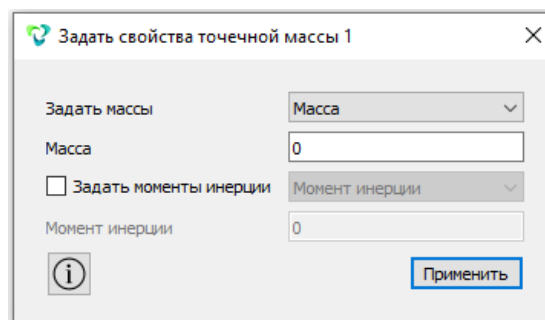 Задать свойства точечной массы 1
Задать массы Масса
Масса 0
Задать моменты инерции Момент инерции
Момент инерции 0
Применить